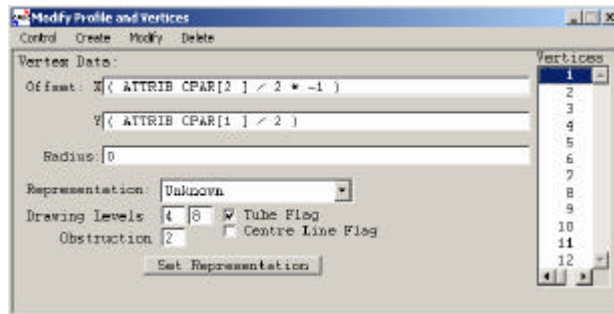 Modify Profile and Vertices
Control Create Modify Delete
Vertex Data:
Vertices
Offset: X ( ATTRIB CPAR[2 ] / 2 * -1 )
Y ( ATTRIB CPAR[1 ] / 2 )
Radius: 0
Representation: Unknown
Drawing Levels 4 8 Tube Flag
Obstruction 2 Centre Line Flag
Set Representation
1
2
3
4
5
6
7
8
9
10
11
12